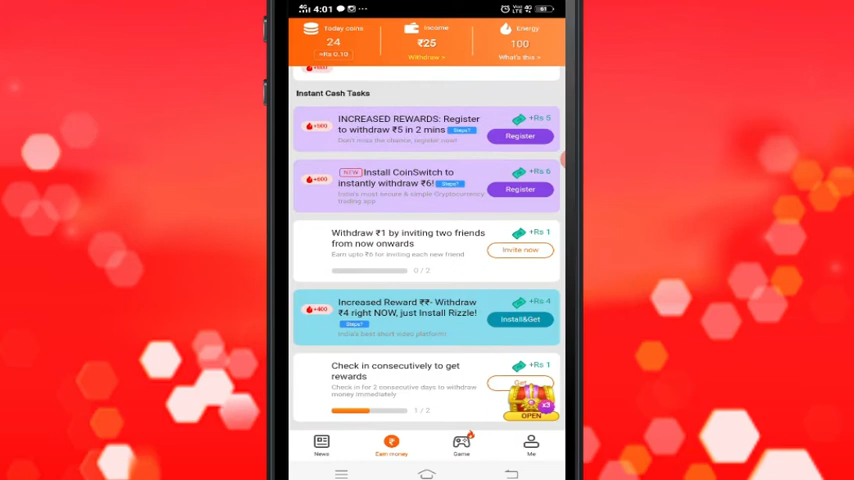 4:01
61
Today coins
24
≈Rs 0.10
Income
₹25
Withdraw >
Energy
100
What's this >
Instant Cash Tasks
+500
INCREASED REWARDS: Register
to withdraw ₹5 in 2 mins Steps?
Don't miss the chance, register now!
+Rs 5
Register
+600
NEW Install CoinSwitch to
instantly withdraw ₹6! Steps?
India's most secure & simple Cryptocurrency
trading app
+Rs 6
Register
Withdraw ₹1 by inviting two friends
from now onwards
Earn upto ₹6 for inviting each new friend
0 / 2
+Rs 1
Invite now
+400
Increased Reward ₹₹- Withdraw
₹4 right NOW, just Install Rizzle!
Steps?
India's best short video platform!
+Rs 4
Install&Get
Check in consecutively to get
rewards
Check in for 2 consecutive days to withdraw
money immediately
1 / 2
+Rs 1
x3
OPEN
News
Earn money
Game
Me